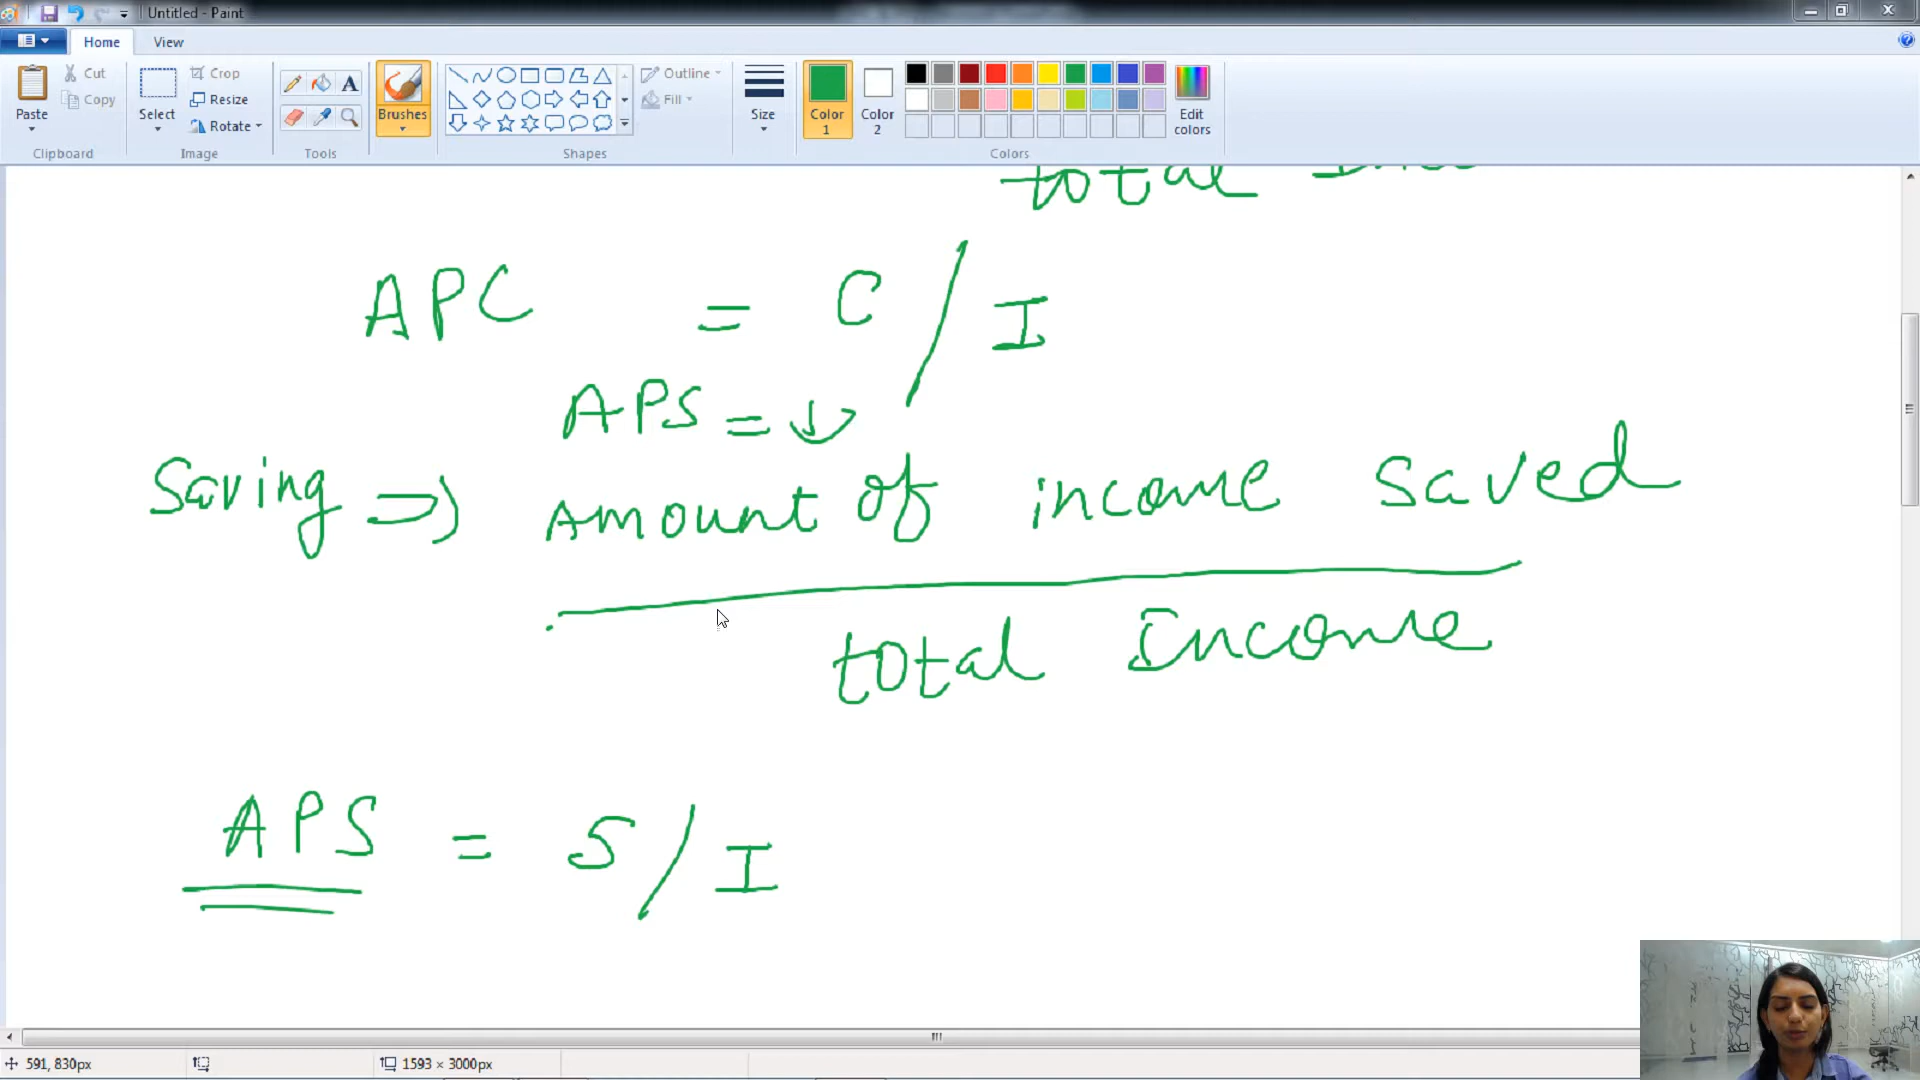 Untitled - Paint
Home View
Cut
Copy
Paste
Clipboard
Select
Crop
Resize
Rotate
Image
Tools
Brushes
Shapes
Outline
Fill
Size
Color 1
Color 2
Edit colors
Colors
total
APC = C / I
APS = ↓
Saving ⇒ Amount of income saved
total Income
APS = S / I
591, 830px
1593 × 3000px